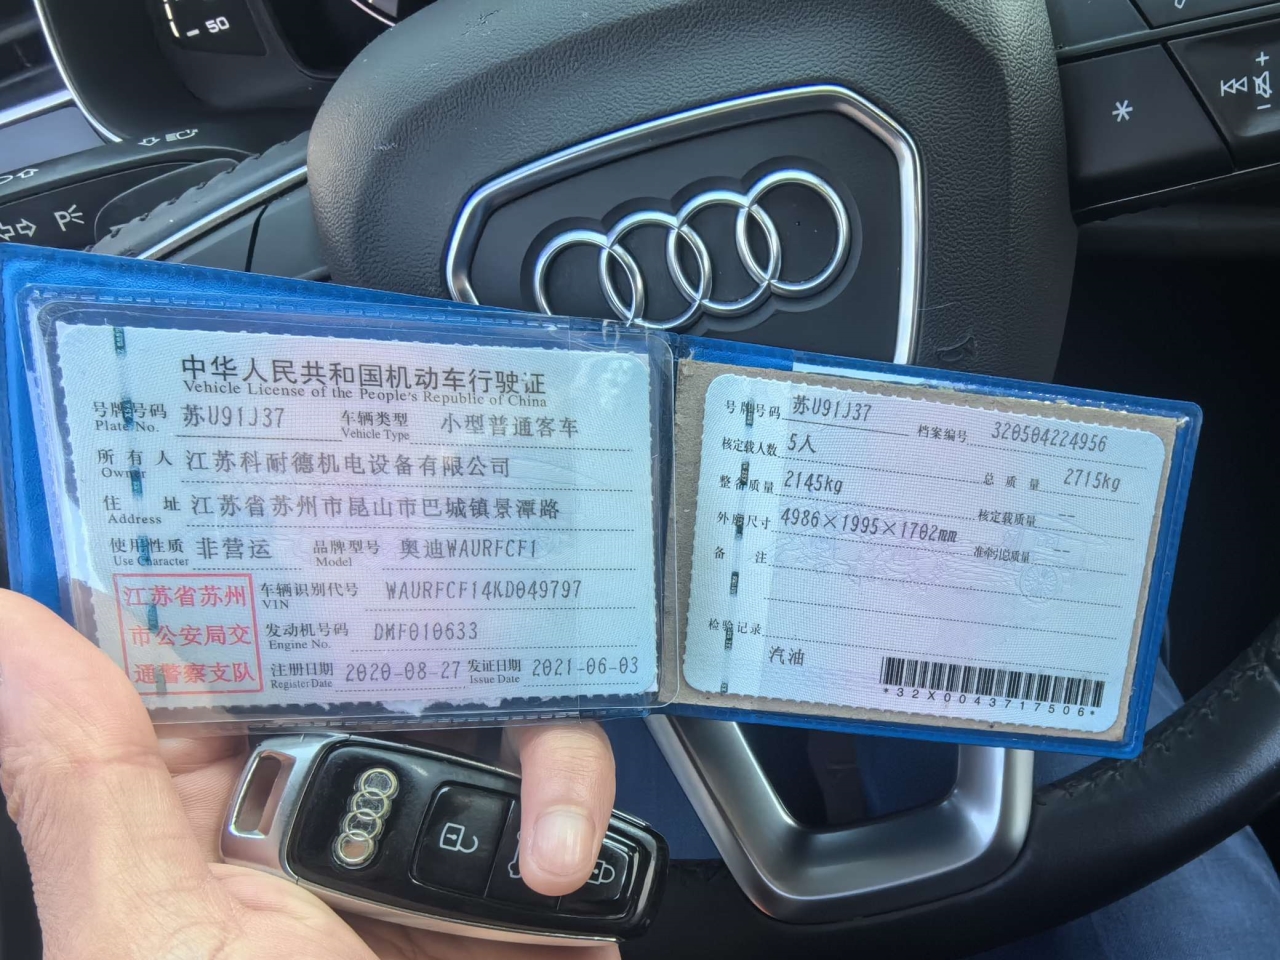 50
中华人民共和国机动车行驶证
Vehicle License of the People's Republic of China
号牌号码 苏U91J37 车辆类型 小型普通客车
Plate No. Vehicle Type
所有人 江苏科耐德机电设备有限公司
Owner
住址 江苏省苏州市昆山市巴城镇景潭路
Address
使用性质 非营运 品牌型号 奥迪WAURFCF1
Use Character Model
江苏省苏州
市公安局交
通警察支队
车辆识别代号 WAURFCF14KD049797
VIN
发动机号码 DMF010633
Engine No.
注册日期 2020-08-27 发证日期 2021-06-03
Register Date Issue Date
号牌号码 苏U91J37 档案编号 320504224956
核定载人数 5人 总质量 2715kg
整备质量 2145kg 核定载质量 --
外廓尺寸 4986×1995×1702mm 准牵引总质量 --
备注
检验记录
汽油
*32X0043717506*